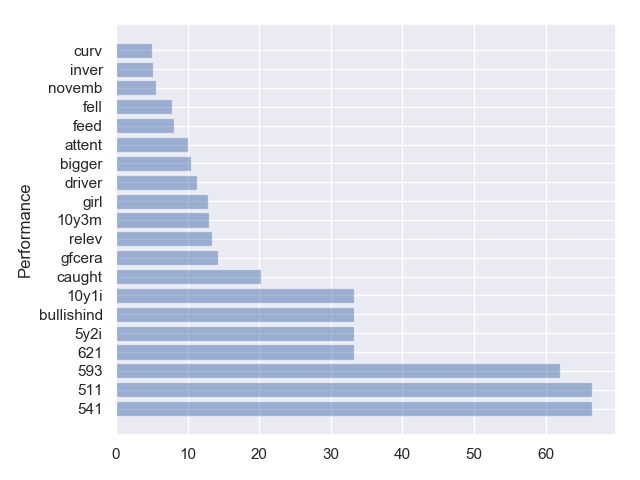 curv
inver
novemb
fell
feed
attent
bigger
driver
girl
10y3m
relev
gfcera
caught
10y1i
bullishind
5y2i
621
593
511
541
Performance
0 10 20 30 40 50 60